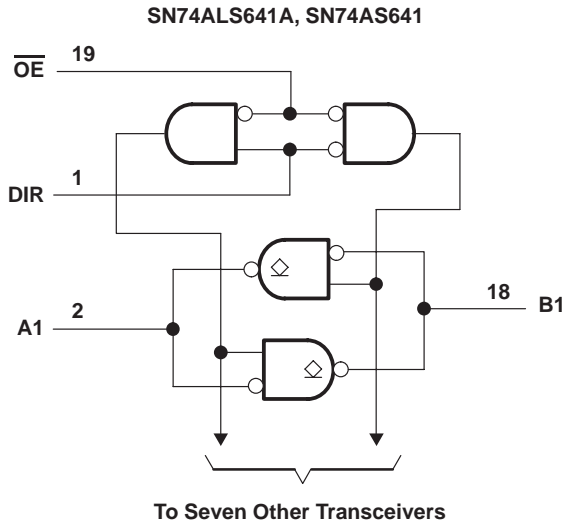 SN74ALS641A, SN74AS641
19
OE
1
DIR
18
B1
2
A1
To Seven Other Transceivers